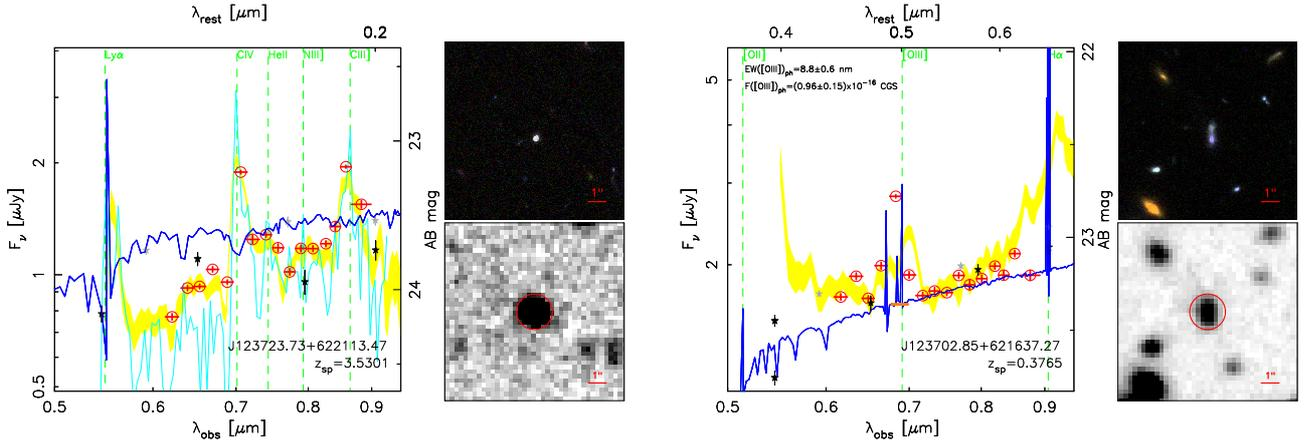 λrest [μm]
0.2
Lyα
CIV
HeII
NIII]
CIII]
23
2
Fν [μJy]
AB mag
1
24
J123723.73+622113.47
zsp=3.5301
0.5
0.5
0.6
0.7
0.8
0.9
λobs [μm]
1"
1"
λrest [μm]
0.4
0.5
0.6
22
[OII]
[OIII]
Hα
EW([OIII])ph=8.8±0.6 nm
F([OIII])ph=(0.96±0.15)×10⁻¹⁶ CGS
5
Fν [μJy]
AB mag
23
2
J123702.85+621637.27
zsp=0.3765
0.5
0.6
0.7
0.8
0.9
λobs [μm]
1"
1"